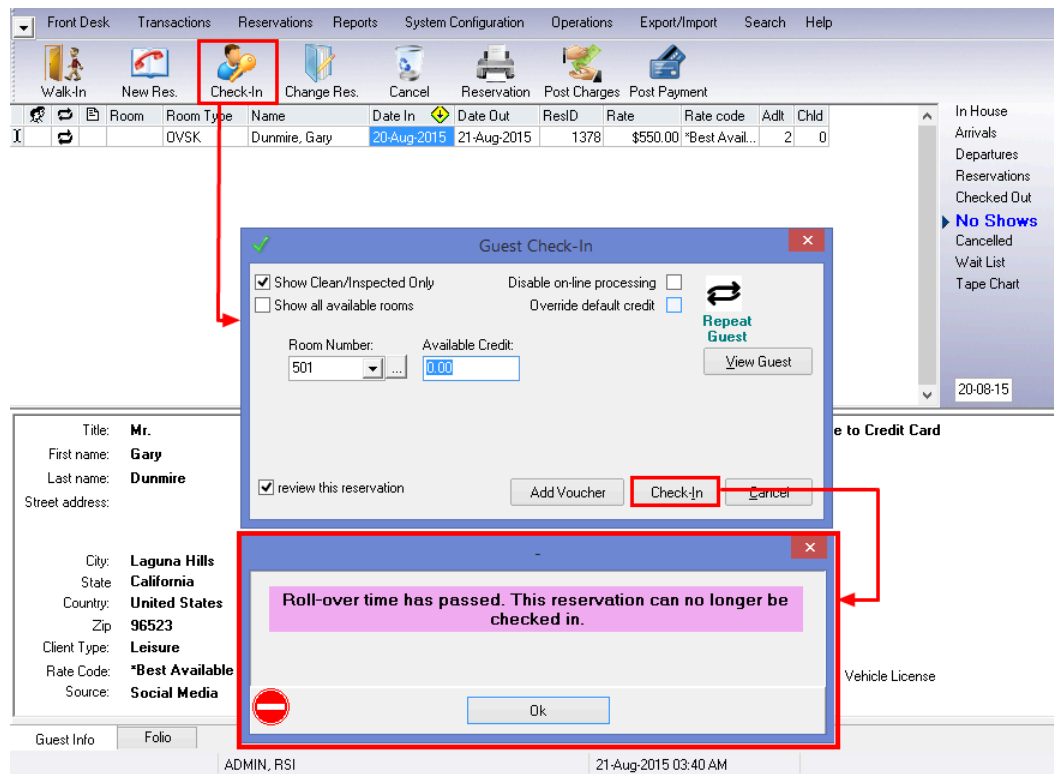 Front Desk Transactions Reservations Reports System Configuration Operations Export/Import Search Help
Walk-In New Res. Check-In Change Res. Cancel Reservation Post Charges Post Payment
Room Room Type Name Date In Date Out ResID Rate Rate code Adlt Chld
OVSK Dunmire, Gary 20-Aug-2015 21-Aug-2015 1378 $550.00 *Best Avail... 2 0
In House
Arrivals
Departures
Reservations
Checked Out
No Shows
Cancelled
Wait List
Tape Chart
20-08-15
Guest Check-In
Show Clean/Inspected Only Disable on-line processing
Show all available rooms Override default credit
Repeat
Guest
Room Number: Available Credit:
501 ... 0.00
View Guest
review this reservation
Add Voucher Check-In Cancel
Title: Mr.
e to Credit Card
First name: Gary
Last name: Dunmire
Street address:
City: Laguna Hills
State California
Country: United States
Zip 96523
Client Type: Leisure
Rate Code: *Best Available
Source: Social Media
Vehicle License
-
Roll-over time has passed. This reservation can no longer be
checked in.
Ok
Guest Info Folio
ADMIN, RSI 21-Aug-2015 03:40 AM